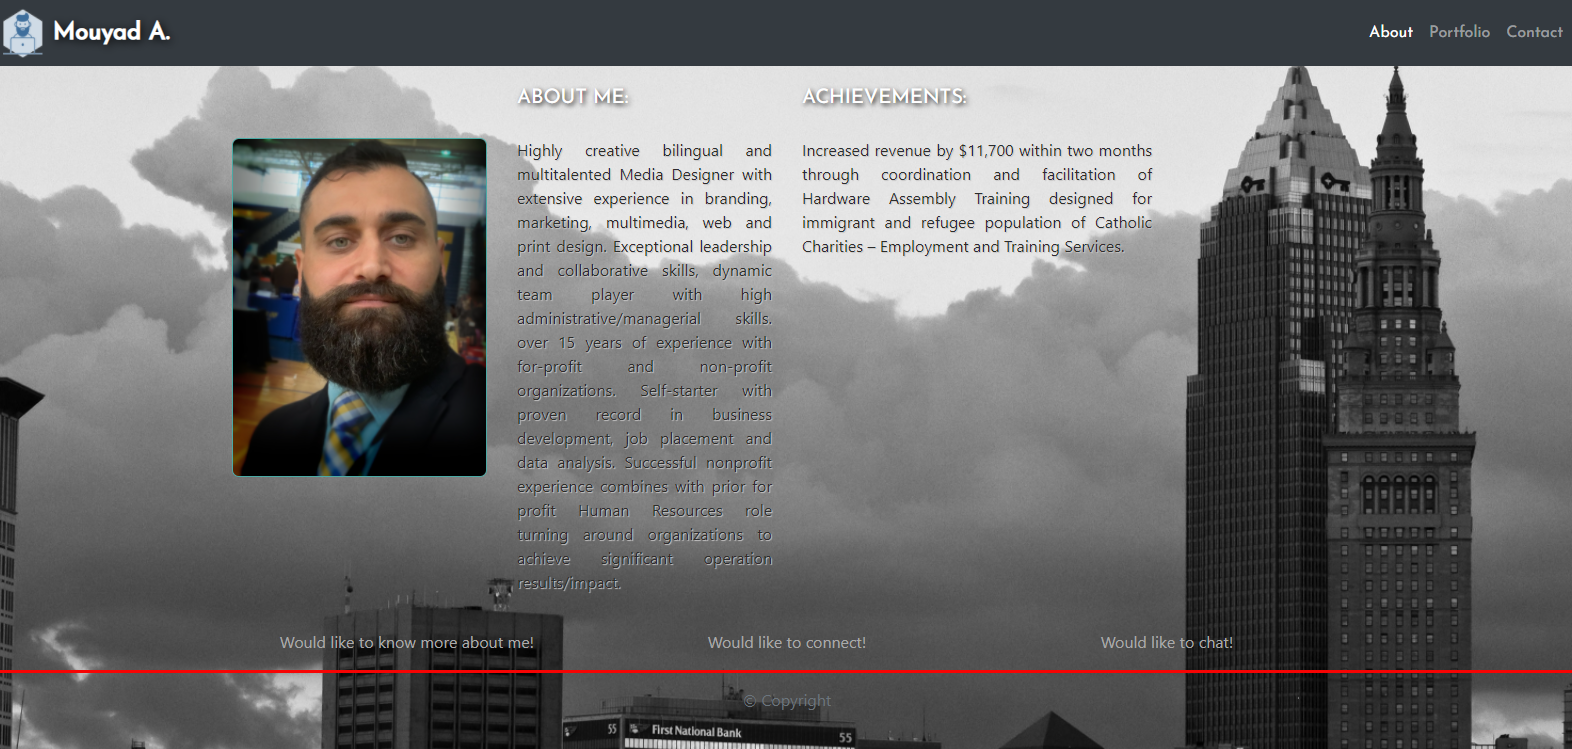 Mouyad A.
About Portfolio Contact
ABOUT ME:
Highly creative bilingual and
multitalented Media Designer with
extensive experience in branding,
marketing, multimedia, web and
print design. Exceptional leadership
and collaborative skills, dynamic
team player with high
administrative/managerial skills.
over 15 years of experience with
for-profit and non-profit
organizations. Self-starter with
proven record in business
development, job placement and
data analysis. Successful nonprofit
experience combines with prior for
profit Human Resources role
turning around organizations to
achieve significant operation
results/impact.
ACHIEVEMENTS:
Increased revenue by $11,700 within two months
through coordination and facilitation of
Hardware Assembly Training designed for
immigrant and refugee population of Catholic
Charities – Employment and Training Services.
Would like to know more about me!
Would like to connect!
Would like to chat!
© Copyright
55 First National Bank 55